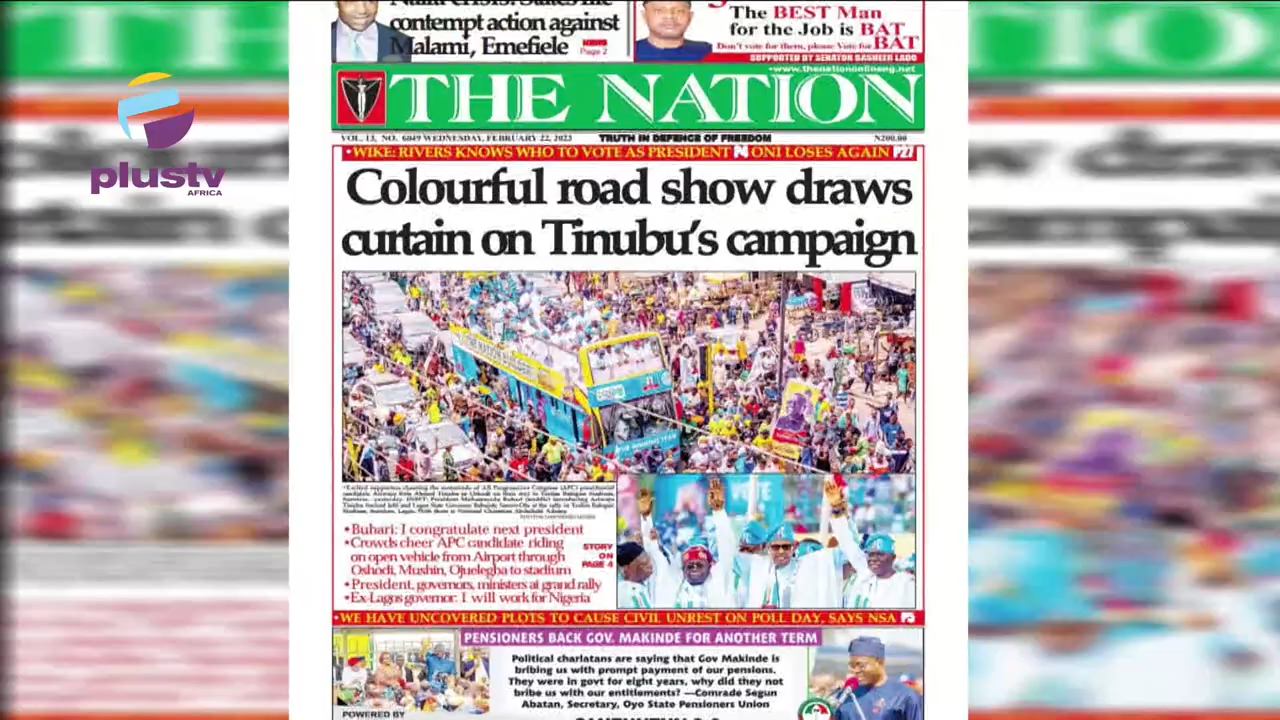 contempt action against
Malami, Emefiele NEWS
Page 2
The BEST Man
for the Job is BAT
Don't vote for them, please Vote for BAT
SUPPORTED BY SENATOR BASHEER LADO
•www.thenationonlineng.net
THE NATION
VOL. 13, NO. 6049 WEDNESDAY, FEBRUARY 22, 2023 TRUTH IN DEFENCE OF FREEDOM N200.00
plustv
AFRICA
•WIKE: RIVERS KNOWS WHO TO VOTE AS PRESIDENT ONI LOSES AGAIN P27
Colourful road show draws
curtain on Tinubu's campaign
•Buhari: I congratulate next president
•Crowds cheer APC candidate riding
on open vehicle from Airport through
Oshodi, Mushin, Ojuelegba to stadium
•President, governors, ministers at grand rally
•Ex-Lagos governor: I will work for Nigeria
STORY
ON
PAGE 4
•WE HAVE UNCOVERED PLOTS TO CAUSE CIVIL UNREST ON POLL DAY, SAYS NSA
PENSIONERS BACK GOV. MAKINDE FOR ANOTHER TERM
Political charlatans are saying that Gov Makinde is
bribing us with prompt payment of our pensions.
They were in govt for eight years, why did they not
bribe us with our entitlements? —Comrade Segun
Abatan, Secretary, Oyo State Pensioners Union
POWERED BY